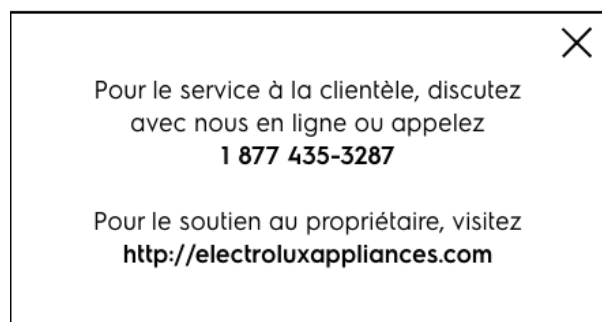 Pour le service à la clientèle, discutez
avec nous en ligne ou appelez
1 877 435-3287
Pour le soutien au propriétaire, visitez
http://electroluxappliances.com